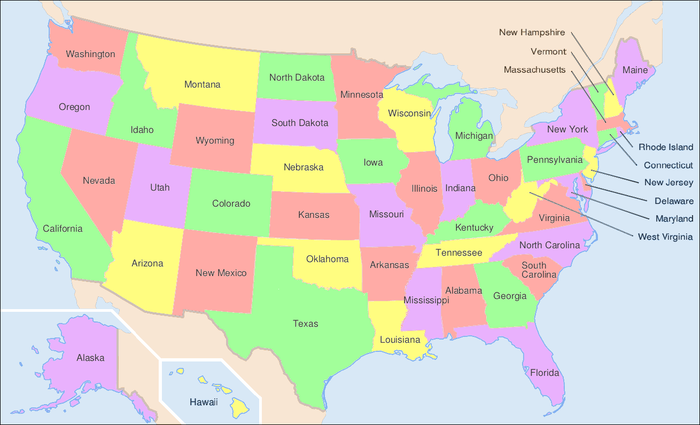 New Hampshire
Vermont
Massachusetts
Washington
Montana
North Dakota
Minnesota
Maine
Oregon
Idaho
Wyoming
South Dakota
Wisconsin
Michigan
New York
Rhode Island
Connecticut
New Jersey
Delaware
Maryland
West Virginia
Nevada
Utah
Colorado
Nebraska
Iowa
Illinois
Indiana
Ohio
Pennsylvania
California
Kansas
Missouri
Kentucky
Virginia
Arizona
New Mexico
Oklahoma
Arkansas
Tennessee
North Carolina
South
Carolina
Texas
Louisiana
Mississippi
Alabama
Georgia
Florida
Alaska
Hawaii